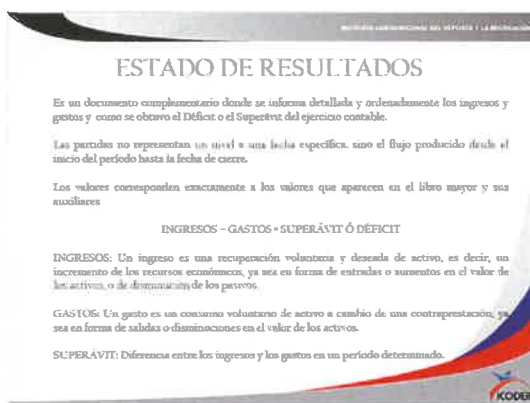 INSTITUTO COSTARRICENSE DEL DEPORTE Y LA RECREACIÓN
ESTADO DE RESULTADOS
Es un documento complementario donde se informa detallada y ordenadamente los ingresos y
gastos y como se obtuvo el Déficit o el Superávit del ejercicio contable.
Las partidas no representan un nivel a una fecha específica, sino el flujo producido desde el
inicio del período hasta la fecha de cierre.
Los valores corresponden exactamente a los valores que aparecen en el libro mayor y sus
auxiliares
INGRESOS – GASTOS = SUPERÁVIT Ó DÉFICIT
INGRESOS: Un ingreso es una recuperación voluntaria y deseada de activo, es decir, un
incremento de los recursos económicos, ya sea en forma de entradas o aumentos en el valor de
los activos, o de disminución de los pasivos.
GASTOS: Un gasto es un consumo voluntario de activo a cambio de una contraprestación, ya
sea en forma de salidas o disminuciones en el valor de los activos.
SUPERÁVIT: Diferencia entre los ingresos y los gastos en un período determinado.
ICODER